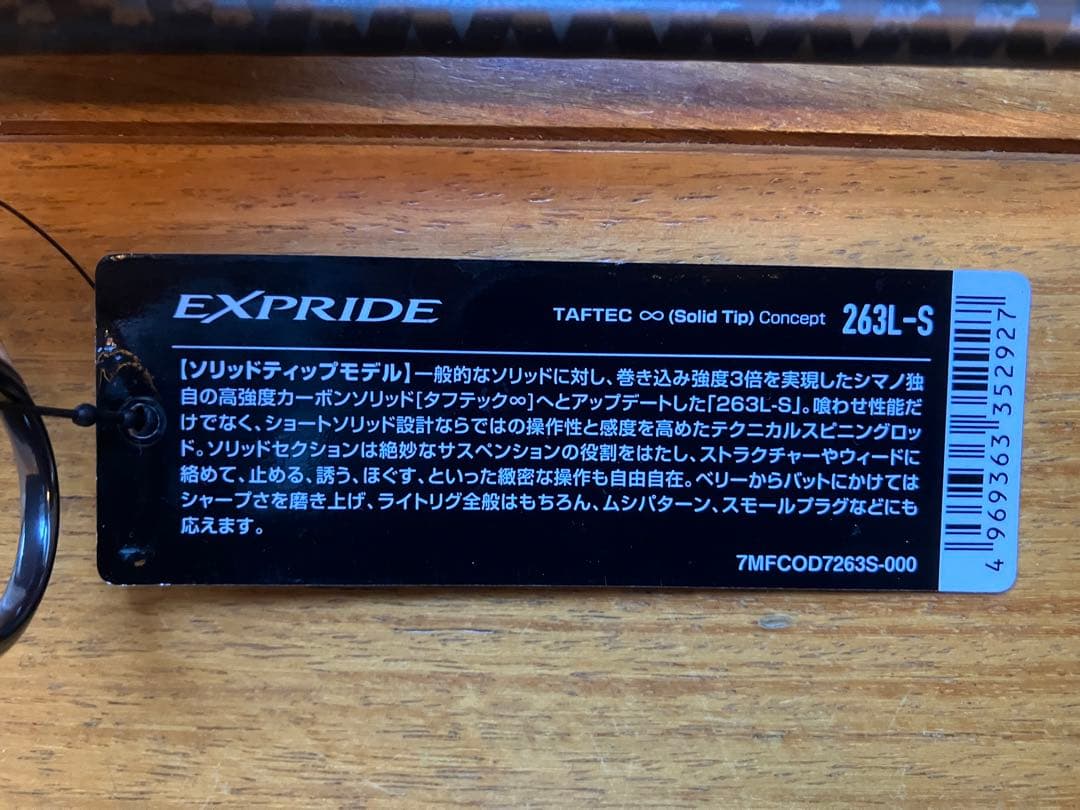 EXPRIDE
TAFTEC ∞ (Solid Tip) Concept 263L-S
【ソリッドティップモデル】一般的なソリッドに対し、巻き込み強度3倍を実現したシマノ独
自の高強度カーボンソリッド[タフテック∞]へとアップデートした「263L-S」。喰わせ性能だ
けでなく、ショートソリッド設計ならではの操作性と感度を高めたテクニカルスピニングロッ
ド。ソリッドセクションは絶妙なサスペンションの役割をはたし、ストラクチャーやウィードに
絡めて、止める、誘う、ほぐす、といった緻密な操作も自由自在。ベリーからバットにかけては
シャープさを磨き上げ、ライトリグ全般はもちろん、ムシパターン、スモールプラグなどにも
応えます。
7MFCOD7263S-000
4 969363 352927